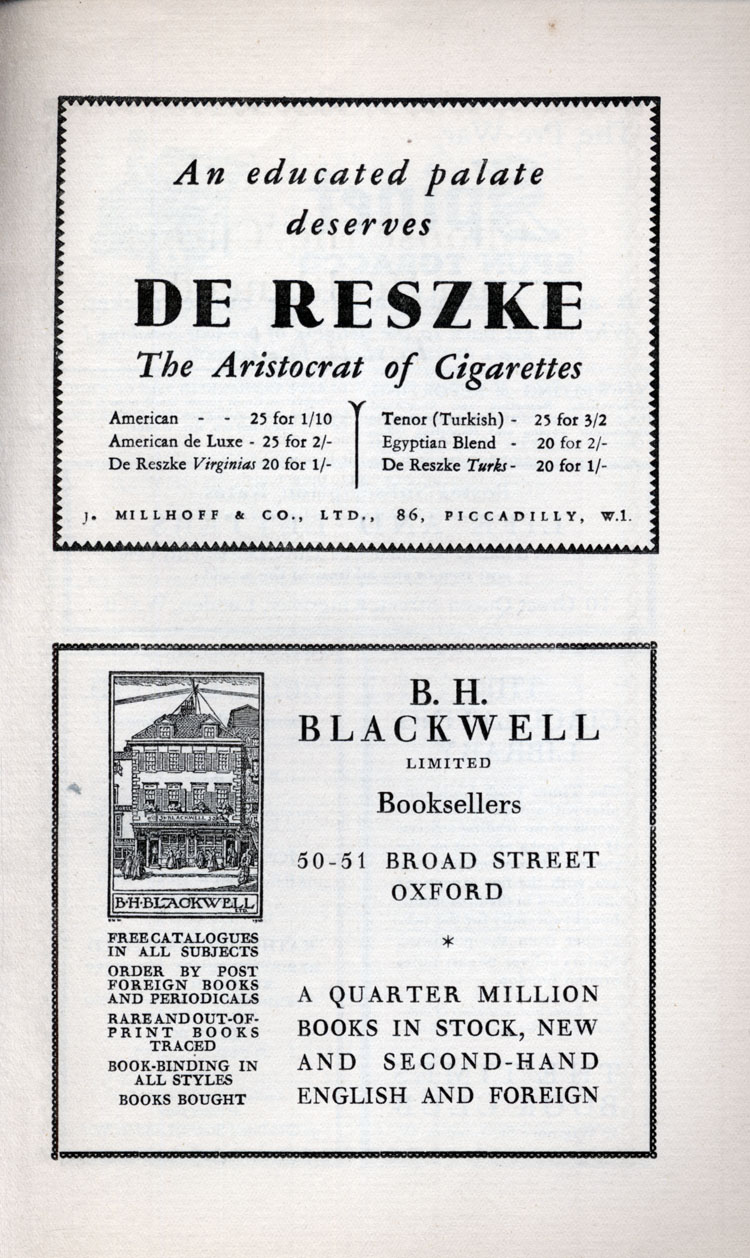 An educated palate
deserves
DE RESZKE
The Aristocrat of Cigarettes
American - - 25 for 1/10
American de Luxe - 25 for 2/-
De Reszke Virginias 20 for 1/-
Tenor (Turkish) - 25 for 3/2
Egyptian Blend - 20 for 2/-
De Reszke Turks - 20 for 1/-
J. MILLHOFF & CO., LTD., 86, PICCADILLY, W.1.
B. H. BLACKWELL
B·H·BLACKWELL
LTD.
FREE CATALOGUES
IN ALL SUBJECTS
ORDER BY POST
FOREIGN BOOKS
AND PERIODICALS
RARE AND OUT-OF-
PRINT BOOKS
TRACED
BOOK-BINDING IN
ALL STYLES
BOOKS BOUGHT
B. H.
BLACKWELL
LIMITED
Booksellers
50-51 BROAD STREET
OXFORD
*
A QUARTER MILLION
BOOKS IN STOCK, NEW
AND SECOND-HAND
ENGLISH AND FOREIGN